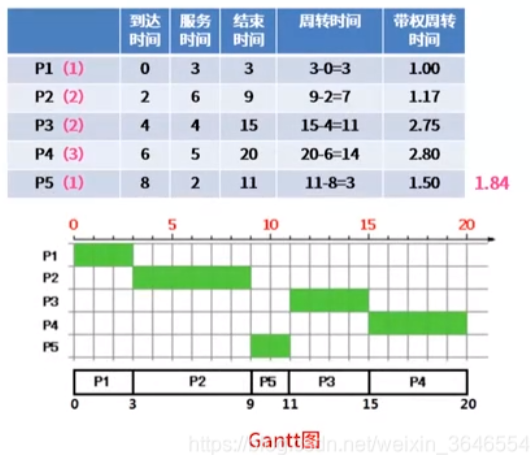 到达时间 服务时间 结束时间 周转时间 带权周转时间
P1（1） 0 3 3 3-0=3 1.00
P2（2） 2 6 9 9-2=7 1.17
P3（2） 4 4 15 15-4=11 2.75
P4（3） 6 5 20 20-6=14 2.80
P5（1） 8 2 11 11-8=3 1.50 1.84
0 5 10 15 20
P1
P2
P3
P4
P5
P1 P2 P5 P3 P4
0 3 9 11 15 20
Gantt图
https://blog.csdn.net/weixin_3646554